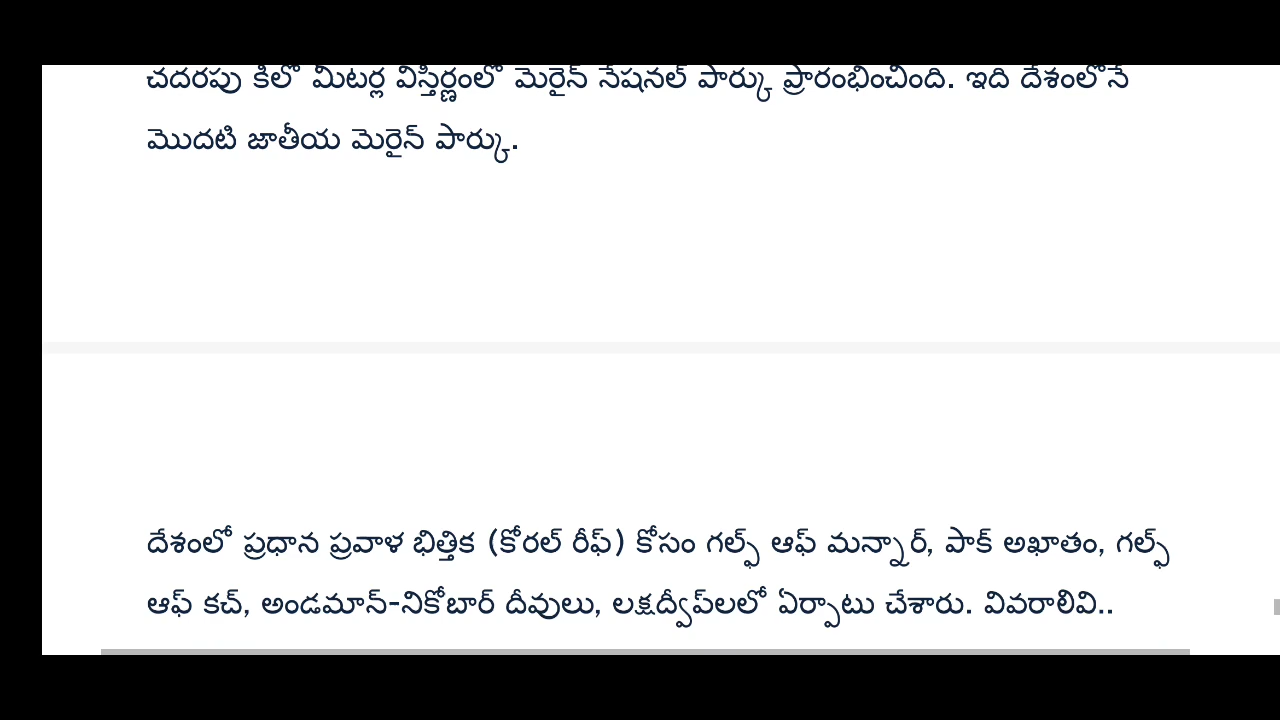 చదరపు కిలో మీటర్ల విస్తీర్ణంలో మెరైన్ నేషనల్ పార్కు ప్రారంభించింది. ఇది దేశంలోనే
మొదటి జాతీయ మెరైన్ పార్కు.
దేశంలో ప్రధాన ప్రవాళ భిత్తిక (కోరల్ రీఫ్) కోసం గల్ఫ్ ఆఫ్ మన్నార్, పాక్ అఖాతం, గల్ఫ్
ఆఫ్ కచ్, అండమాన్-నికోబార్ దీవులు, లక్షద్వీప్‌లలో ఏర్పాటు చేశారు. వివరాలివి..